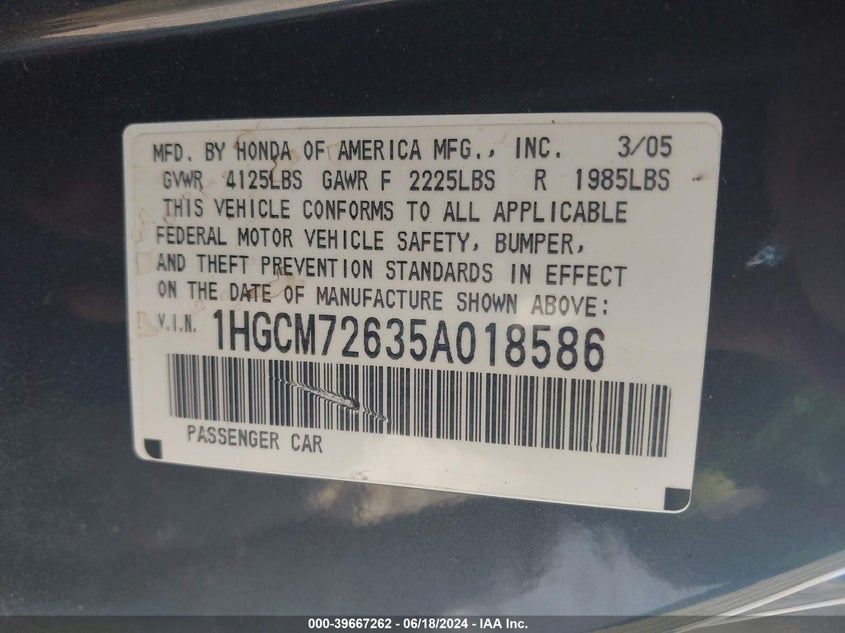 MFD. BY HONDA OF AMERICA MFG., INC. 3/05
GVWR 4125LBS GAWR F 2225LBS R 1985LBS
THIS VEHICLE CONFORMS TO ALL APPLICABLE
FEDERAL MOTOR VEHICLE SAFETY, BUMPER,
AND THEFT PREVENTION STANDARDS IN EFFECT
ON THE DATE OF MANUFACTURE SHOWN ABOVE:
V.I.N. 1HGCM72635A018586
PASSENGER CAR
000-39667262 - 06/18/2024 - IAA Inc.